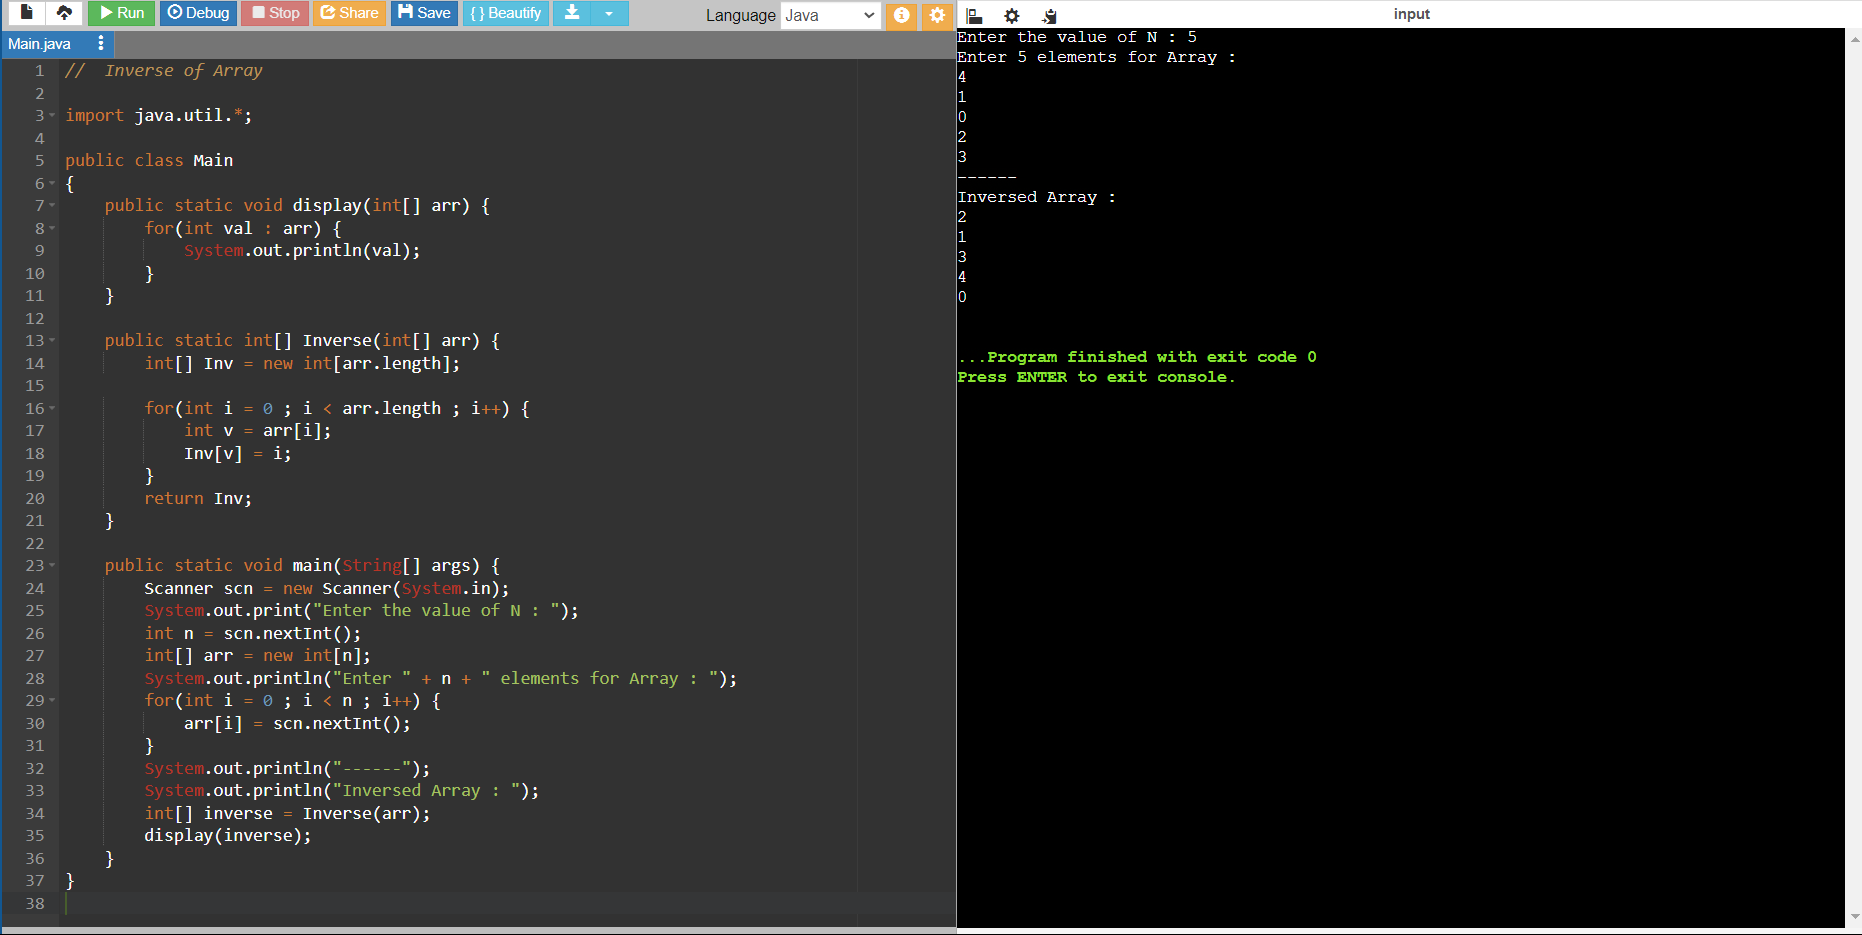 Run Debug Stop Share Save { } Beautify Language Java
Main.java
1 //  Inverse of Array
2
3 import java.util.*;
4
5 public class Main
6 {
7     public static void display(int[] arr) {
8         for(int val : arr) {
9             System.out.println(val);
10         }
11     }
12
13     public static int[] Inverse(int[] arr) {
14         int[] Inv = new int[arr.length];
15
16         for(int i = 0 ; i < arr.length ; i++) {
17             int v = arr[i];
18             Inv[v] = i;
19         }
20         return Inv;
21     }
22
23     public static void main(String[] args) {
24         Scanner scn = new Scanner(System.in);
25         System.out.print("Enter the value of N : ");
26         int n = scn.nextInt();
27         int[] arr = new int[n];
28         System.out.println("Enter " + n + " elements for Array : ");
29         for(int i = 0 ; i < n ; i++) {
30             arr[i] = scn.nextInt();
31         }
32         System.out.println("------");
33         System.out.println("Inversed Array : ");
34         int[] inverse = Inverse(arr);
35         display(inverse);
36     }
37 }
38
input
Enter the value of N : 5
Enter 5 elements for Array :
4
1
0
2
3
------
Inversed Array :
2
1
3
4
0
...Program finished with exit code 0
Press ENTER to exit console.